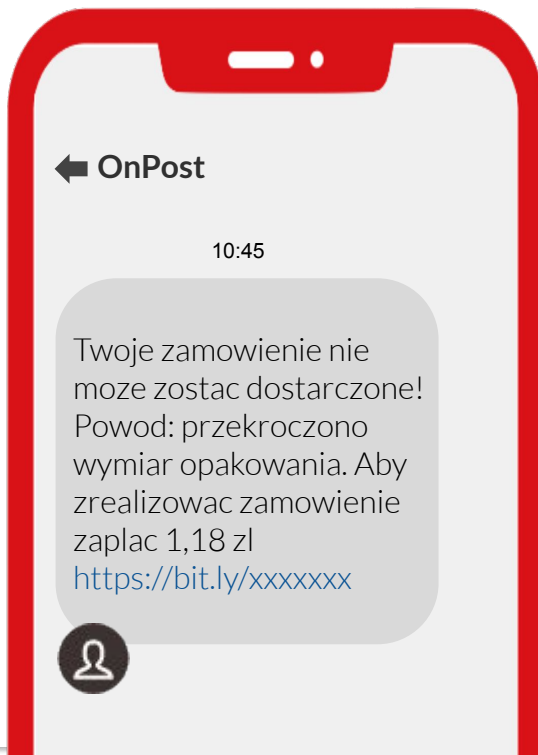 OnPost
10:45
Twoje zamowienie nie
moze zostac dostarczone!
Powod: przekroczono
wymiar opakowania. Aby
zrealizowac zamowienie
zaplac 1,18 zl
https://bit.ly/xxxxxxx